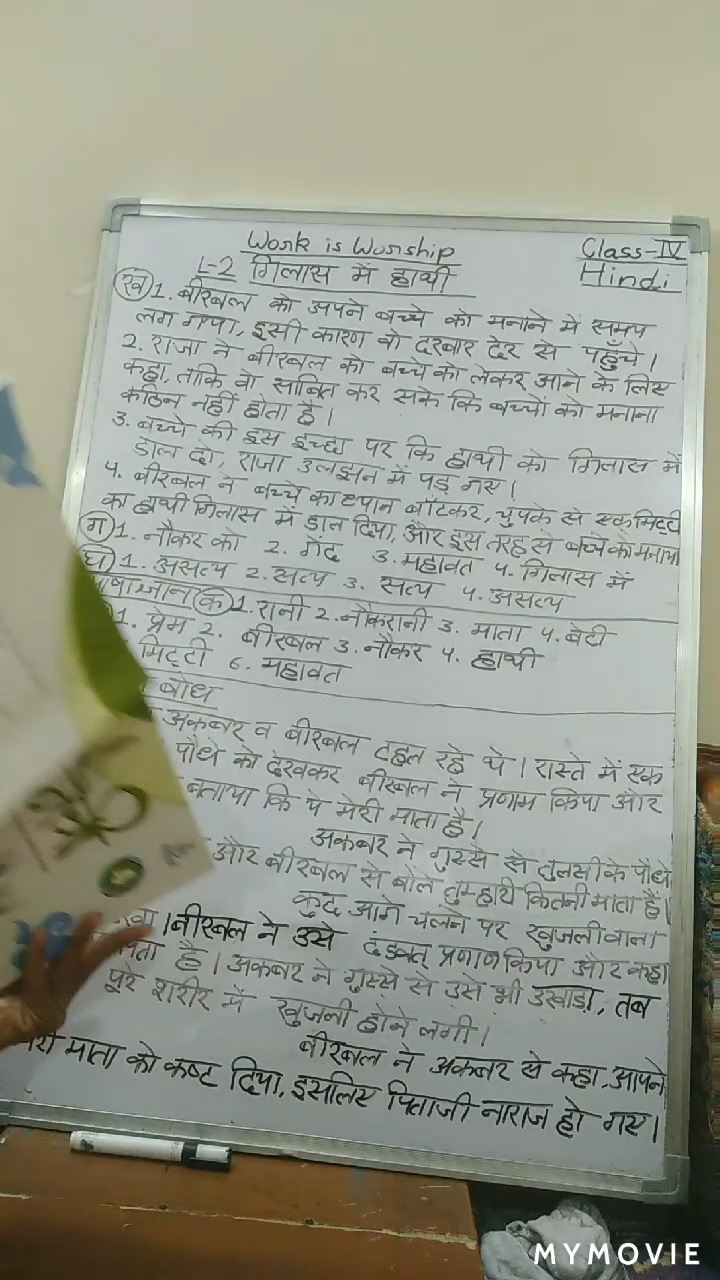 Work is Worship
Class-IV
L-2 गिलास में हाथी
Hindi
(ख) 1. बीरबल को अपने बच्चे को मनाने में समय
लग गया, इसी कारण वो दरबार देर से पहुँचे।
2. राजा ने बीरबल को बच्चे को लेकर आने के लिए
कहा, ताकि वो साबित कर सके कि बच्चों को मनाना
कठिन नहीं होता है।
3. बच्चे की इस इच्छा पर कि हाथी को गिलास में
डाल दो, राजा उलझन में पड़ गए।
4. बीरबल ने बच्चे का ध्यान बाँटकर, चुपके से एक मिट्टी
का हाथी गिलास में डाल दिया, और इस तरह से बच्चे को मनाया
(ग) 1. नौकर को 2. गेंद 3. महावत 4. गिलास में
(घ) 1. असत्य 2. सत्य 3. सत्य 4. असत्य
भाषाज्ञान (क) 1. रानी 2. नौकरानी 3. माता 4. बेटी
1. प्रेम 2. बीरबल 3. नौकर 4. हाथी
मिट्टी 6. महावत
बोध
अकबर व बीरबल टहल रहे थे। रास्ते में एक
पौधे को देखकर बीरबल ने प्रणाम किया और
बताया कि ये मेरी माता है।
अकबर ने गुस्से से तुलसी के पौधे
और बीरबल से बोले तुम्हारी कितनी माता हैं।
कुछ आगे चलने पर खुजली वाला
बीरबल ने उसे दंडवत् प्रणाण किया और कहा
है। अकबर ने गुस्से से उसे भी उखाड़ा, तब
पूरे शरीर में खुजली होने लगी।
बीरबल ने अकबर से कहा, आपने
माता को कष्ट दिया, इसलिए पिताजी नाराज हो गए।
MYMOVIE